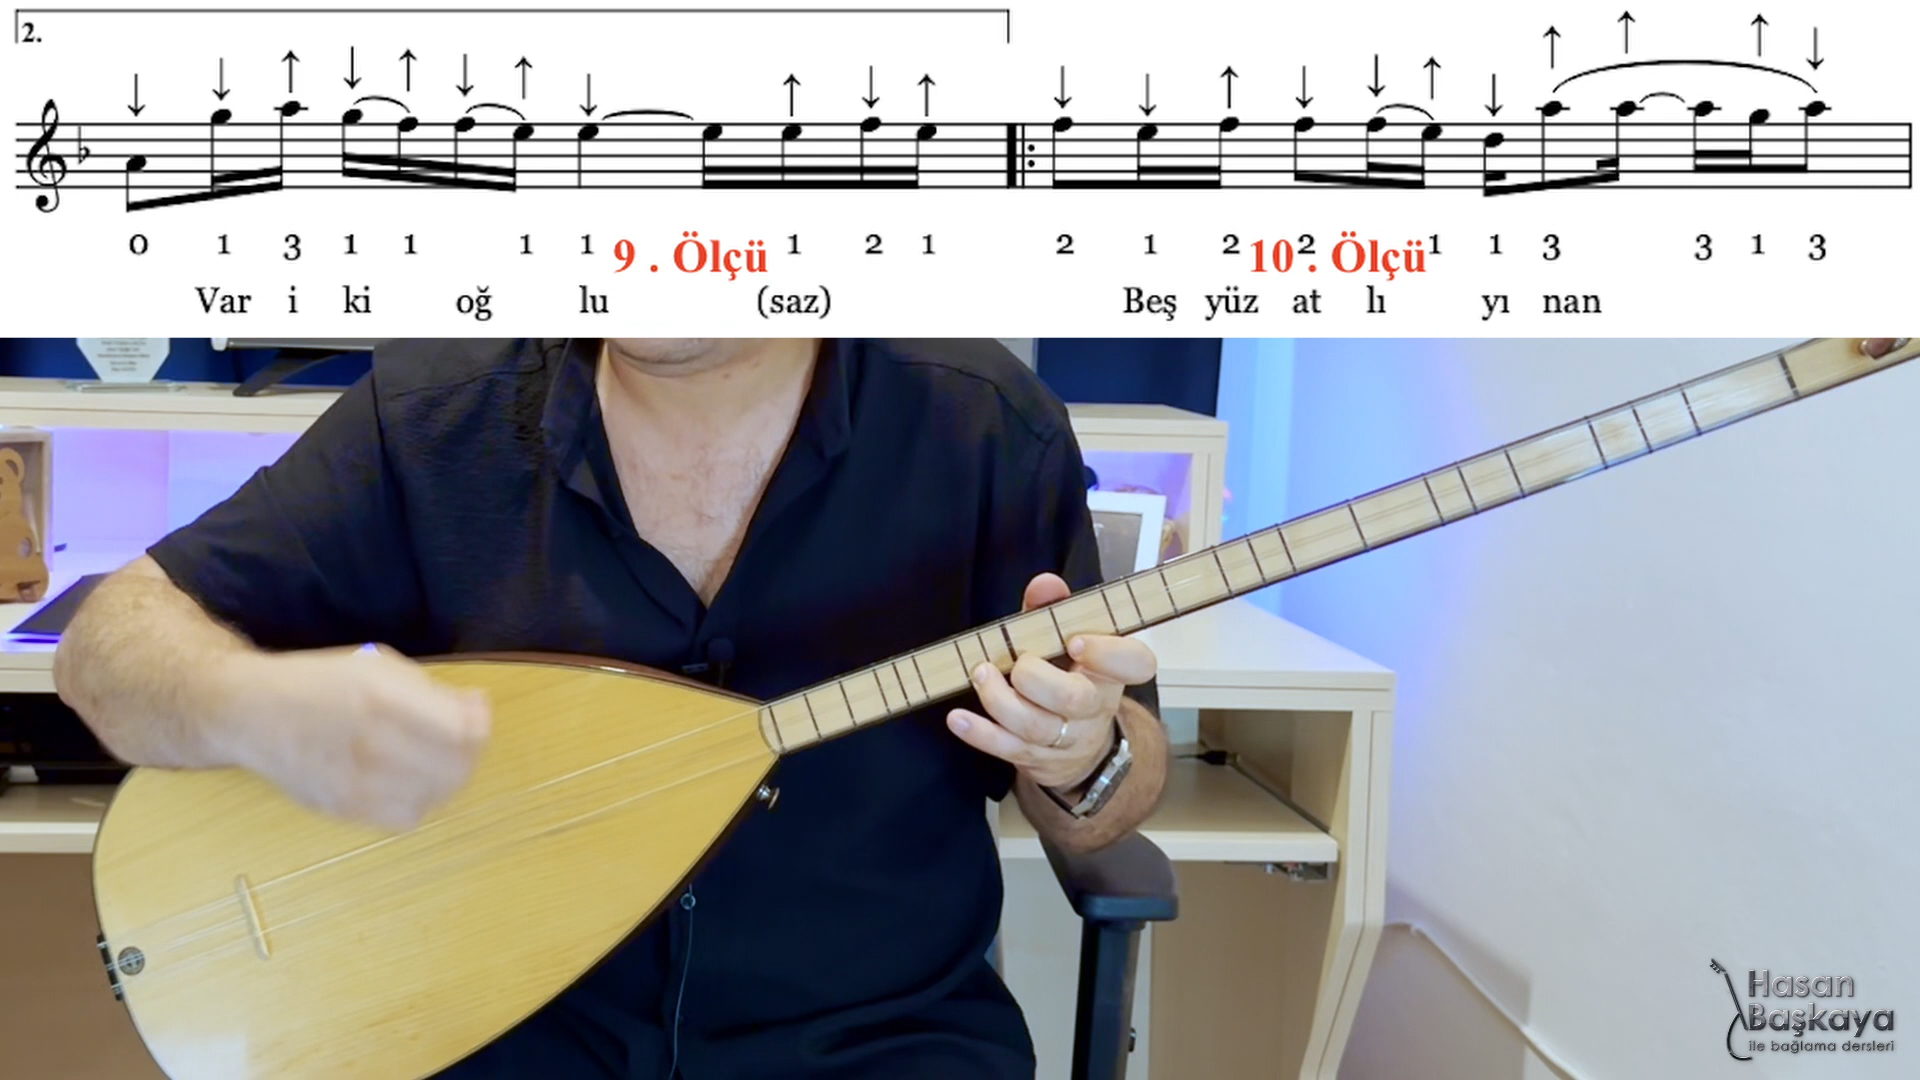 2.
0 1 3 1 1 1 1 1 2 1 2 1 2 2 1 1 3 3 1 3
9 . Ölçü 10 . Ölçü
Var i ki oğ lu (saz) Beş yüz at lı yı nan
Hasan
Başkaya
ile bağlama dersleri